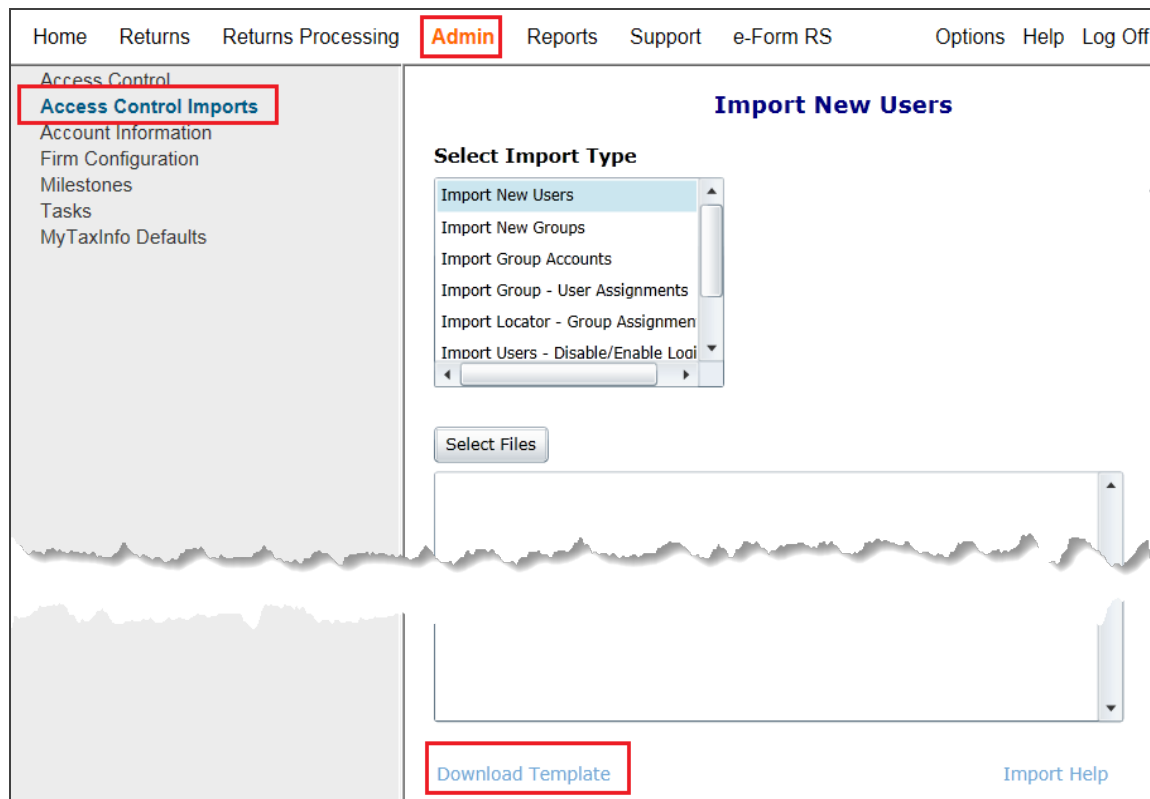 Home Returns Returns Processing Admin Reports Support e-Form RS Options Help Log Off
Access Control
Access Control Imports
Account Information
Firm Configuration
Milestones
Tasks
MyTaxInfo Defaults
Import New Users
Select Import Type
Import New Users
Import New Groups
Import Group Accounts
Import Group - User Assignments
Import Locator - Group Assignmen
Import Users - Disable/Enable Logi
Select Files
Download Template Import Help